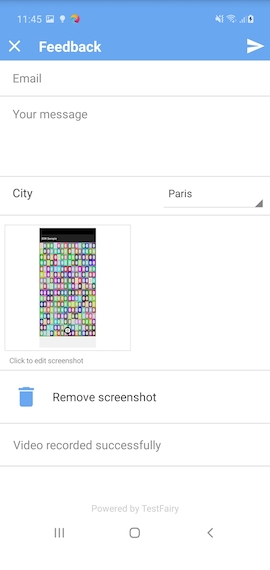 11:45
Feedback
Email
Your message
City
Paris
Click to edit screenshot
Remove screenshot
Video recorded successfully
Powered by TestFairy